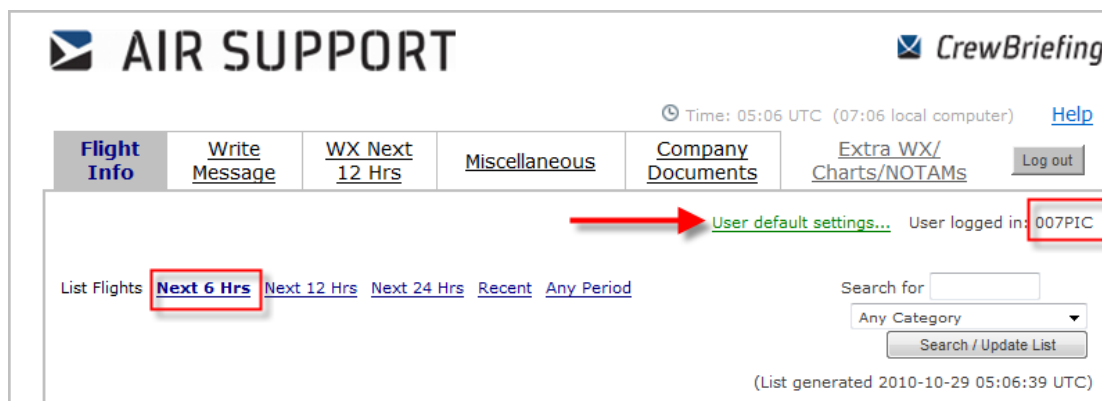 AIR SUPPORT
CrewBriefing
Time: 05:06 UTC (07:06 local computer) Help
Flight Info
Write Message
WX Next 12 Hrs
Miscellaneous
Company Documents
Extra WX/ Charts/NOTAMs
Log out
User default settings... User logged in: 007PIC
List Flights Next 6 Hrs Next 12 Hrs Next 24 Hrs Recent Any Period
Search for
Any Category
Search / Update List
(List generated 2010-10-29 05:06:39 UTC)